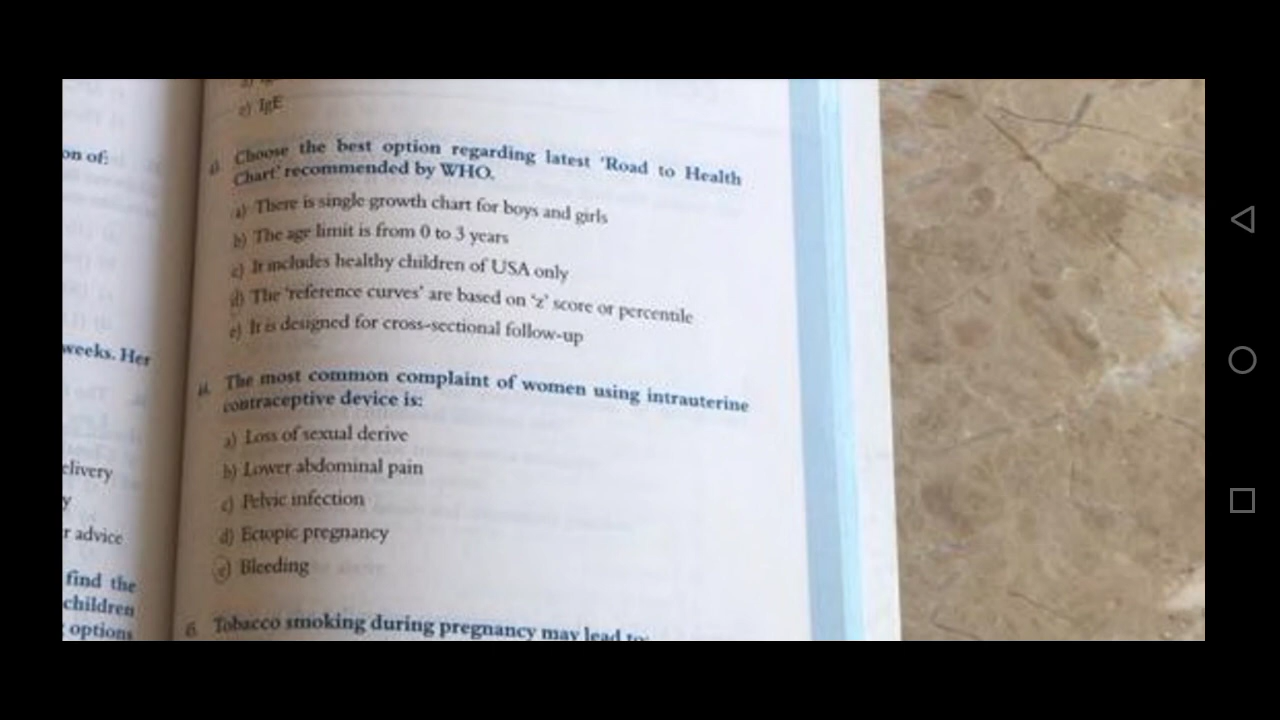 e) IgE
on of:
Choose the best option regarding latest 'Road to Health
Chart' recommended by WHO.
a) There is single growth chart for boys and girls
b) The age limit is from 0 to 3 years
c) It includes healthy children of USA only
d) The 'reference curves' are based on 'z' score or percentile
e) It is designed for cross-sectional follow-up
weeks. Her
The most common complaint of women using intrauterine
contraceptive device is:
a) Loss of sexual derive
b) Lower abdominal pain
c) Pelvic infection
d) Ectopic pregnancy
e) Bleeding
elivery
y
r advice
find the
children
options
Tobacco smoking during pregnancy may lead to: